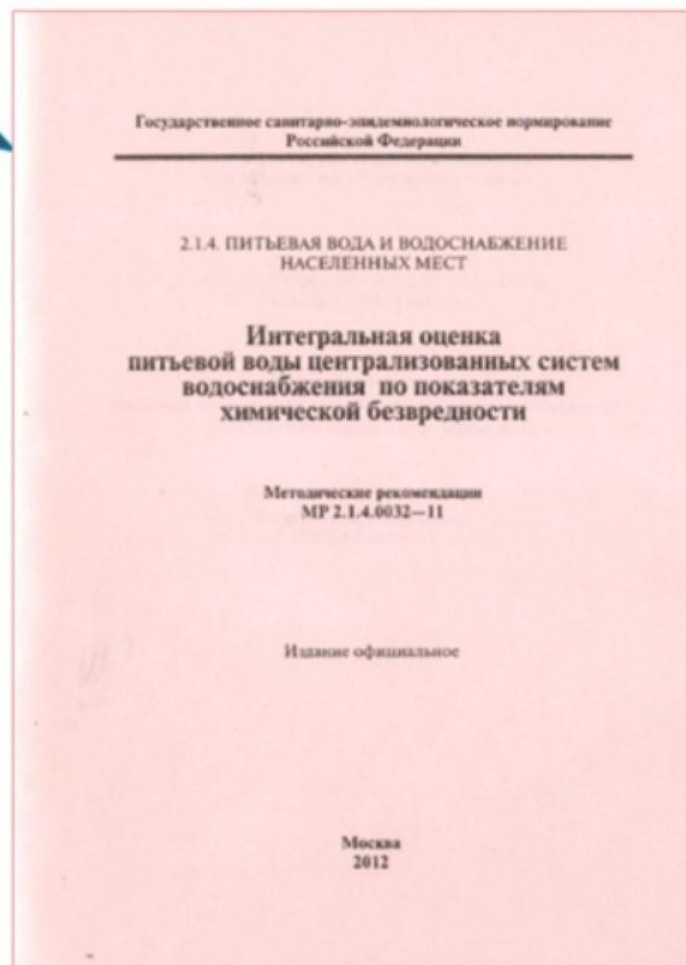 Государственное санитарно-эпидемиологическое нормирование
Российской Федерации
2.1.4. ПИТЬЕВАЯ ВОДА И ВОДОСНАБЖЕНИЕ
НАСЕЛЕННЫХ МЕСТ
Интегральная оценка
питьевой воды централизованных систем
водоснабжения по показателям
химической безвредности
Методические рекомендации
МР 2.1.4.0032—11
Издание официальное
Москва
2012